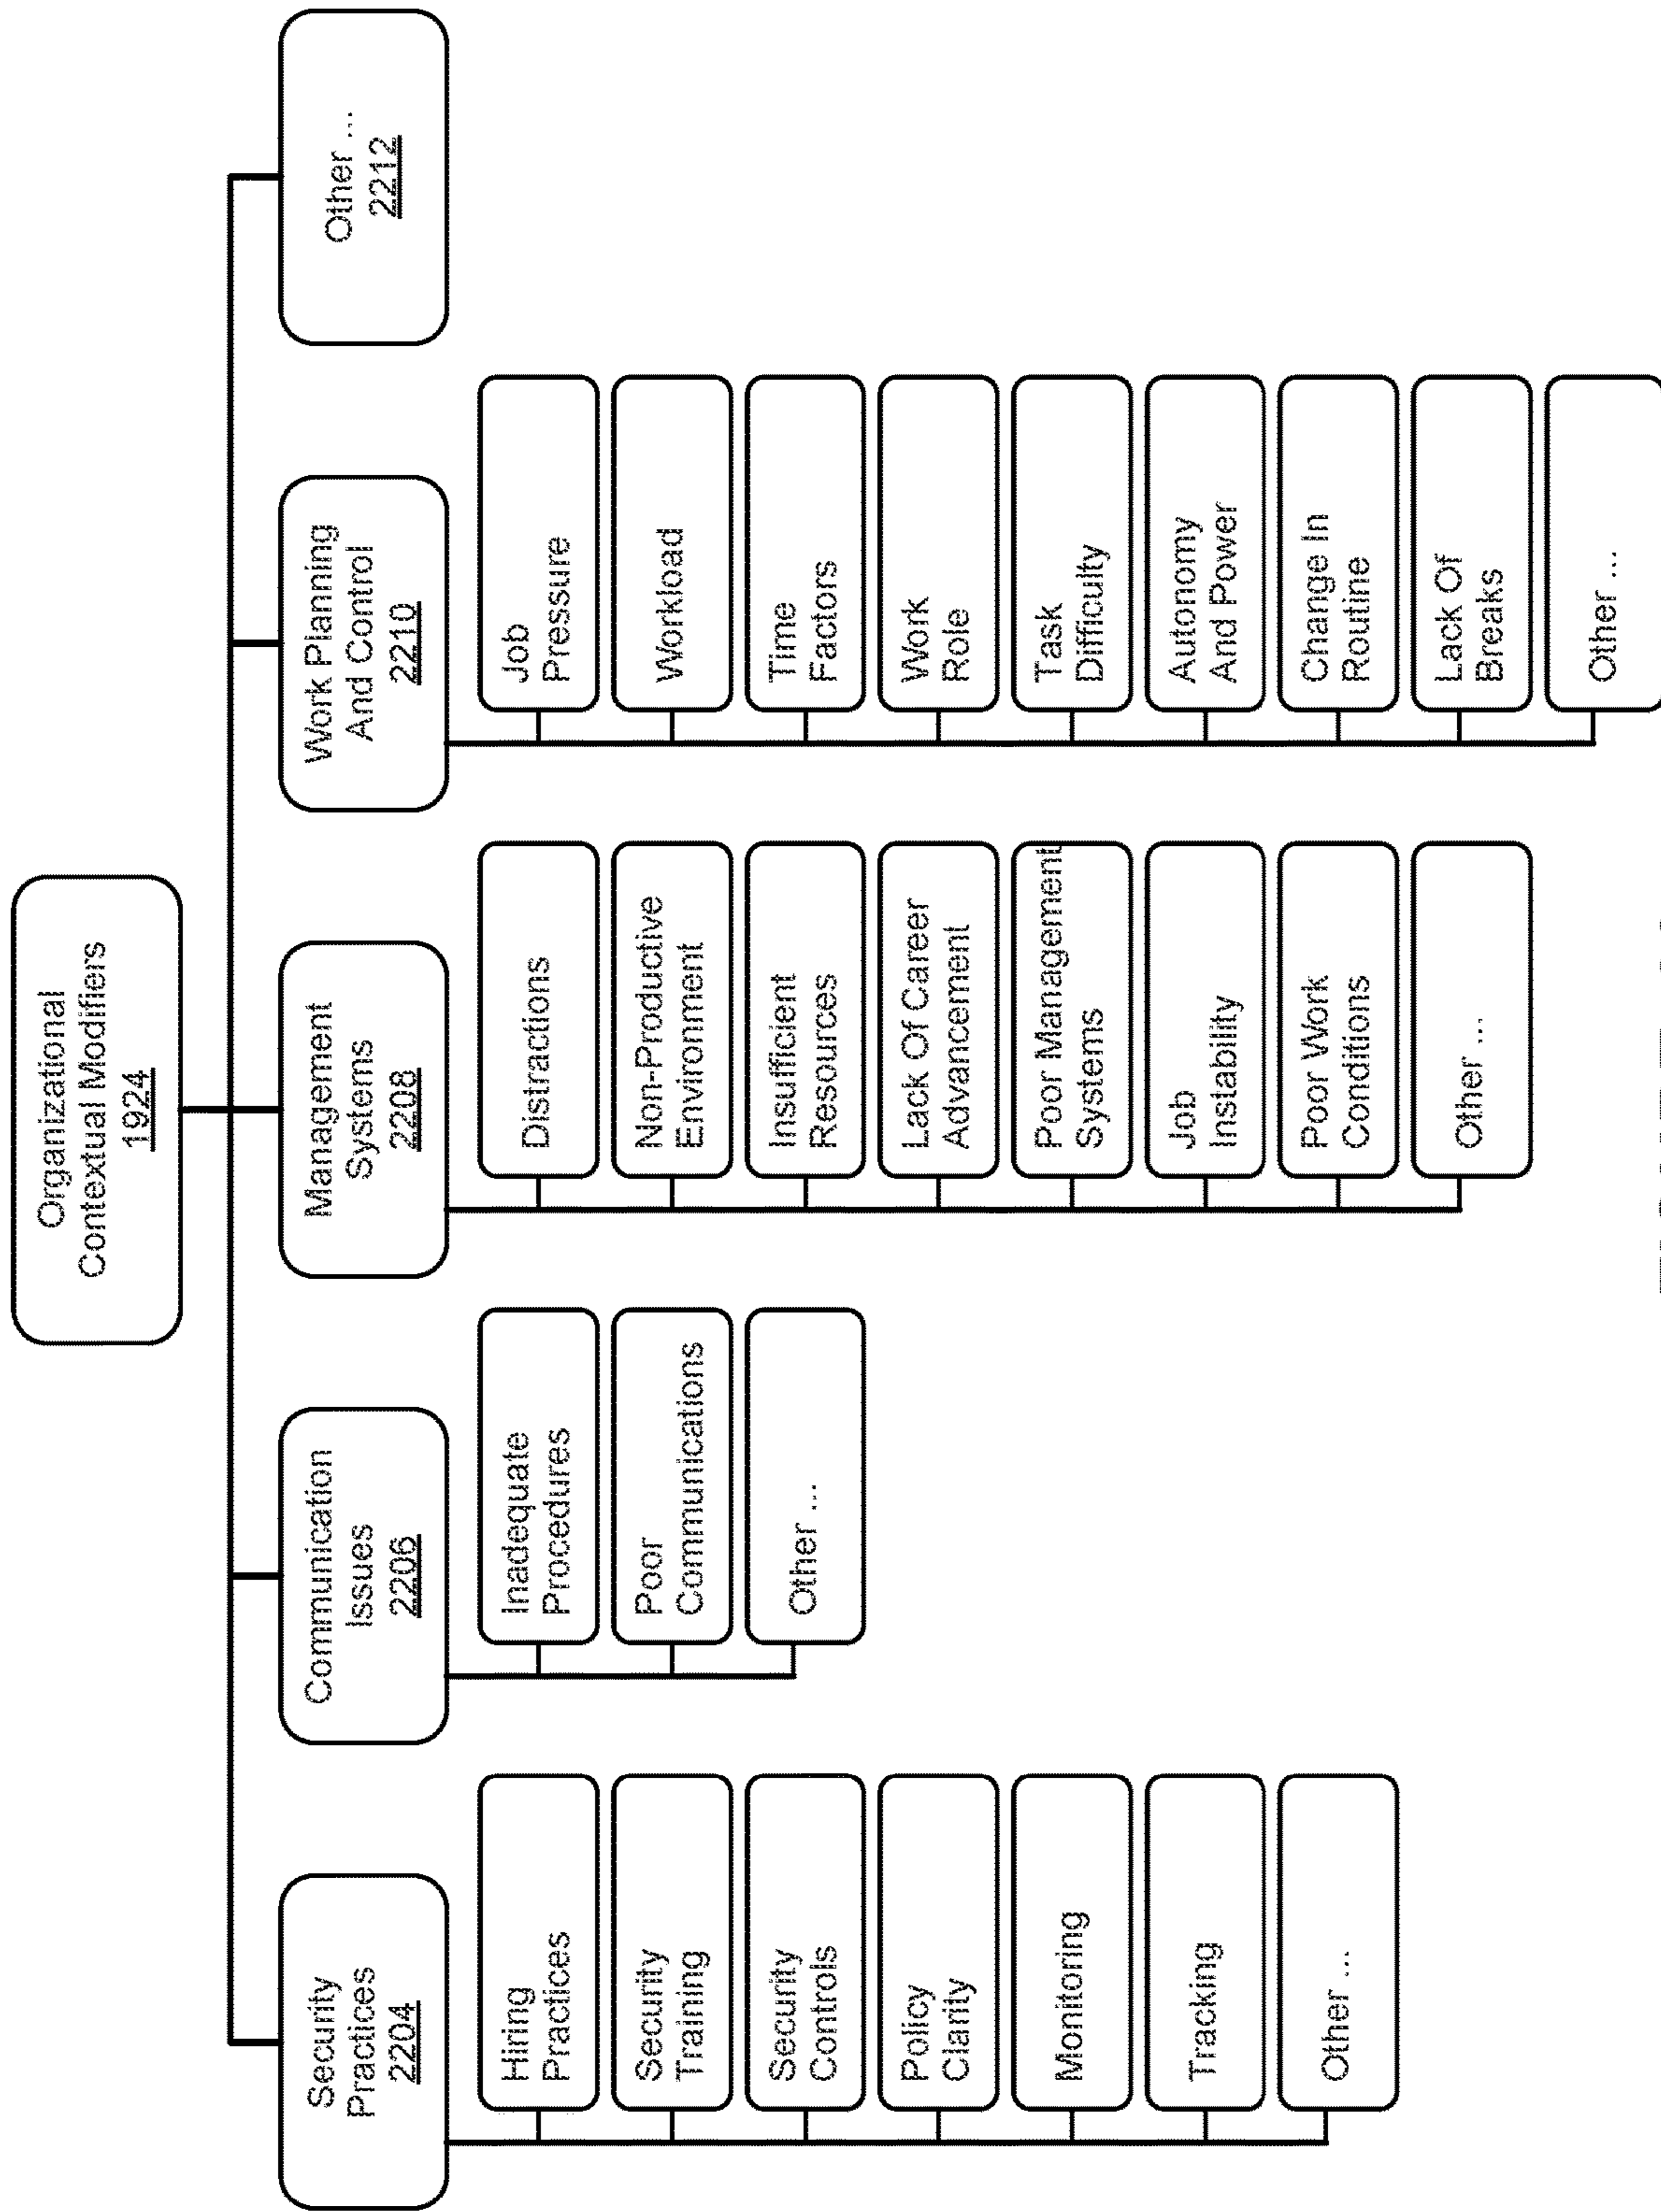 Organizational
Contextual Modifiers
1924
Security
Practices
2204
Hiring
Practices
Security
Training
Security
Controls
Policy
Clarity
Monitoring
Tracking
Other ...
Communication
Issues
2206
Inadequate
Procedures
Poor
Communications
Other ...
Management
Systems
2208
Distractions
Non-Productive
Environment
Insufficient
Resources
Lack Of Career
Advancement
Poor Management
Systems
Job
Instability
Poor Work
Conditions
Other ...
Work Planning
And Control
2210
Job
Pressure
Workload
Time
Factors
Work
Role
Task
Difficulty
Autonomy
And Power
Change In
Routine
Lack Of
Breaks
Other ...
Other ...
2212